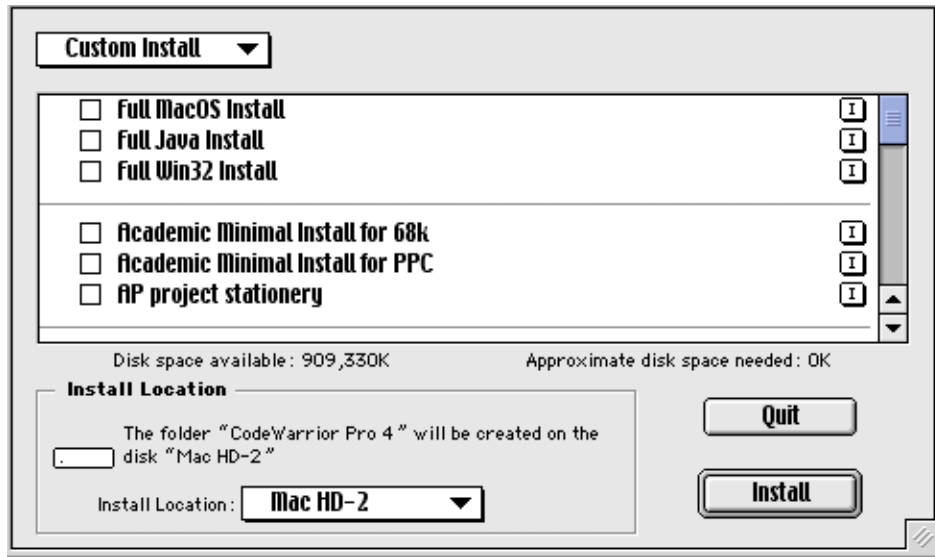 Custom Install
Full MacOS Install
Full Java Install
Full Win32 Install
Academic Minimal Install for 68k
Academic Minimal Install for PPC
AP project stationery
Disk space available: 909,330K Approximate disk space needed: 0K
Install Location
The folder "CodeWarrior Pro 4" will be created on the
disk "Mac HD-2"
Install Location: Mac HD-2
Quit
Install